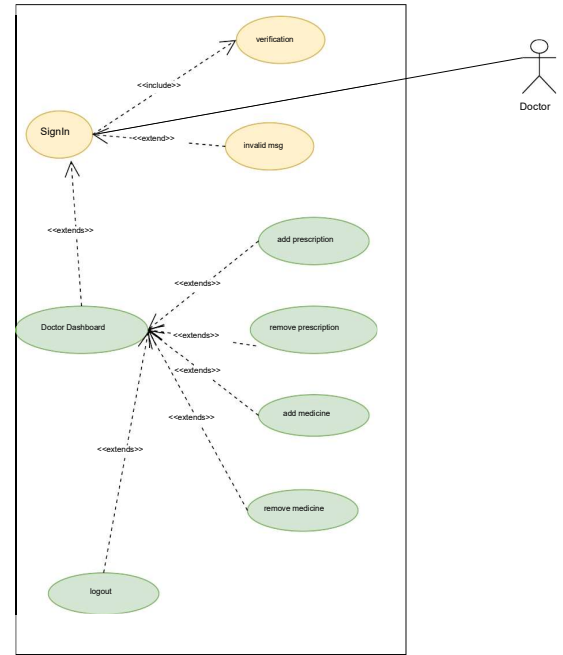 verification
<<include>>
Doctor
SignIn
<<extend>>
invalid msg
<<extends>>
add prescription
<<extends>>
Doctor Dashboard
remove prescription
<<extends>>
<<extends>>
add medicine
<<extends>>
<<extends>>
remove medicine
logout